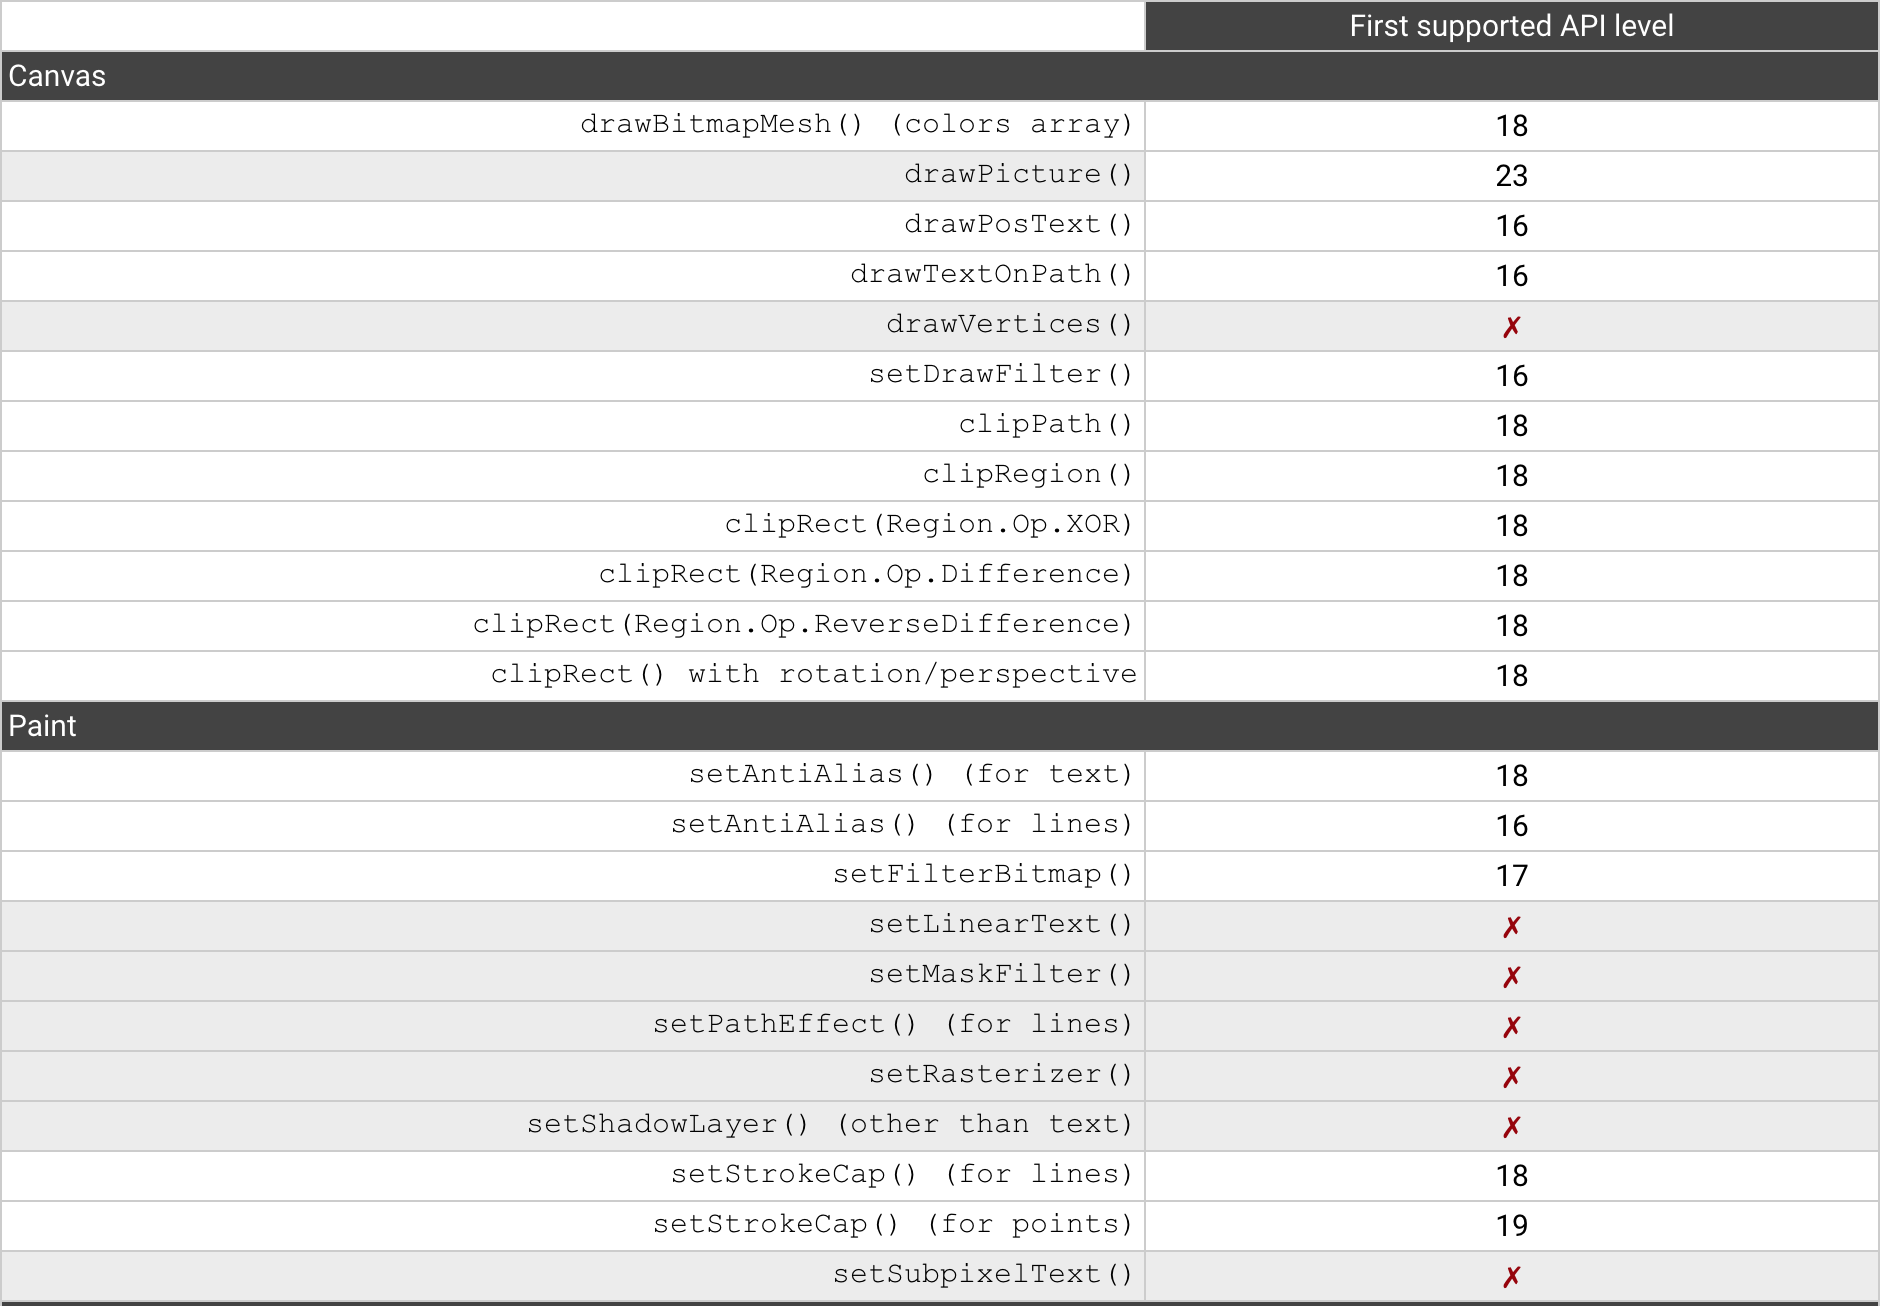 First supported API level
Canvas
drawBitmapMesh() (colors array) 18
drawPicture() 23
drawPosText() 16
drawTextOnPath() 16
drawVertices() ✗
setDrawFilter() 16
clipPath() 18
clipRegion() 18
clipRect(Region.Op.XOR) 18
clipRect(Region.Op.Difference) 18
clipRect(Region.Op.ReverseDifference) 18
clipRect() with rotation/perspective 18
Paint
setAntiAlias() (for text) 18
setAntiAlias() (for lines) 16
setFilterBitmap() 17
setLinearText() ✗
setMaskFilter() ✗
setPathEffect() (for lines) ✗
setRasterizer() ✗
setShadowLayer() (other than text) ✗
setStrokeCap() (for lines) 18
setStrokeCap() (for points) 19
setSubpixelText() ✗